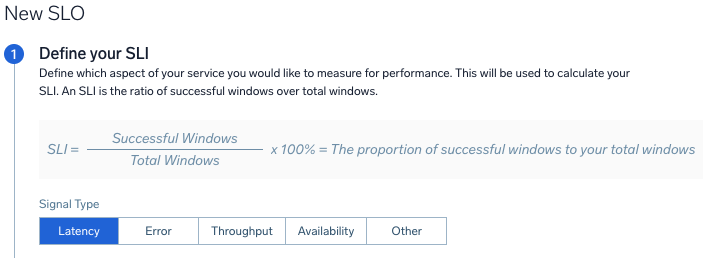 New SLO
1
Define your SLI
Define which aspect of your service you would like to measure for performance. This will be used to calculate your
SLI. An SLI is the ratio of successful windows over total windows.
SLI = Successful Windows
Total Windows
x 100% = The proportion of successful windows to your total windows
Signal Type
Latency Error Throughput Availability Other